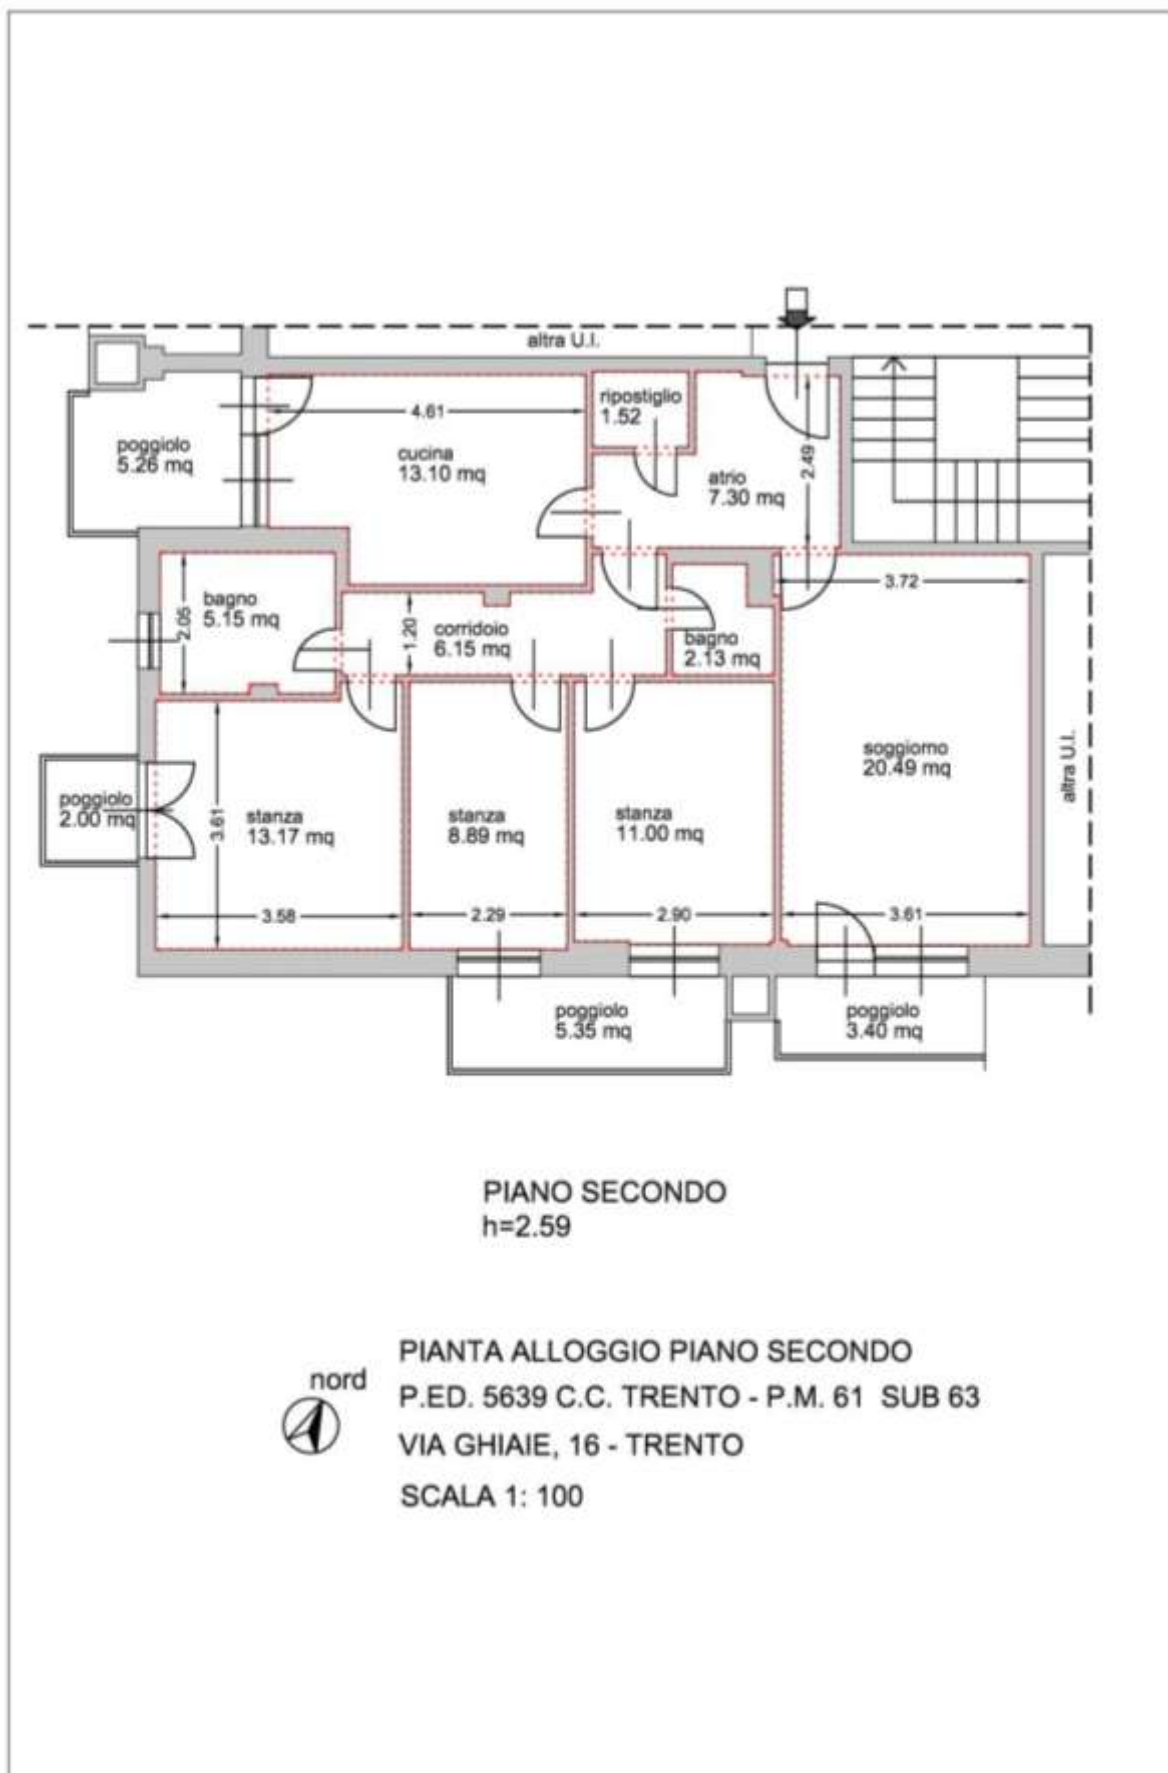 altra U.I.
poggiolo
5.26 mq
4.61
cucina
13.10 mq
ripostiglio
1.52
atrio
7.30 mq
2.49
bagno
5.15 mq
2.05
1.20
corridoio
6.15 mq
bagno
2.13 mq
3.72
soggiorno
20.49 mq
altra U.I.
poggiolo
2.00 mq
3.61
stanza
13.17 mq
stanza
8.89 mq
stanza
11.00 mq
3.58
2.29
2.90
3.61
poggiolo
5.35 mq
poggiolo
3.40 mq
PIANO SECONDO
h=2.59
nord
PIANTA ALLOGGIO PIANO SECONDO
P.ED. 5639 C.C. TRENTO - P.M. 61 SUB 63
VIA GHIAIE, 16 - TRENTO
SCALA 1: 100